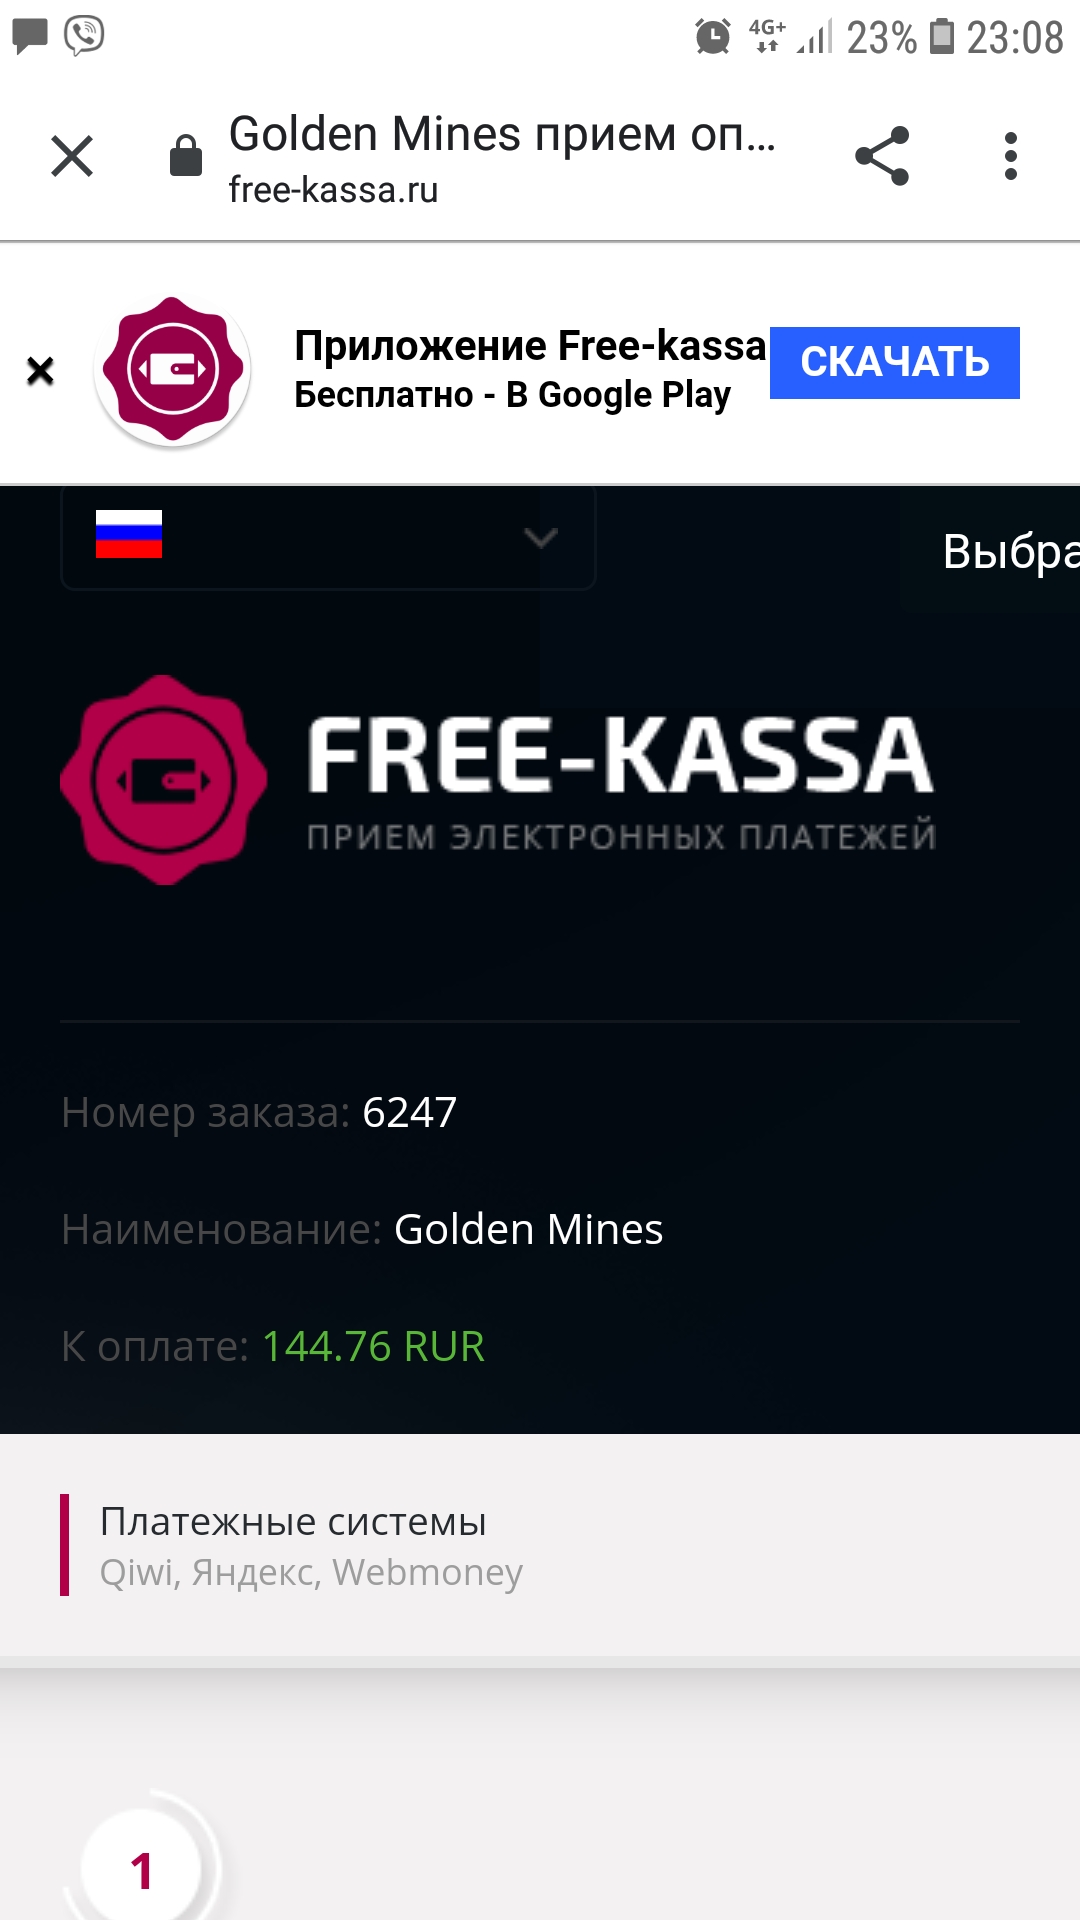 4G+ 23% 23:08
Golden Mines прием оп...
free-kassa.ru
Приложение Free-kassa
Бесплатно - В Google Play
СКАЧАТЬ
Выбра
FREE-KASSA
ПРИЕМ ЭЛЕКТРОННЫХ ПЛАТЕЖЕЙ
Номер заказа: 6247
Наименование: Golden Mines
К оплате: 144.76 RUR
Платежные системы
Qiwi, Яндекс, Webmoney
1